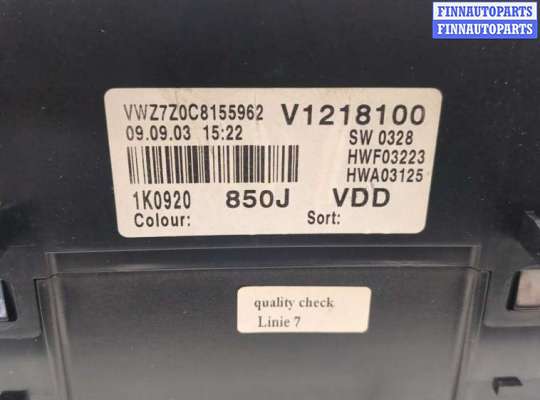 FINNAUTOPARTS
FINNAUTOPARTS
VWZ7Z0C8155962 V1218100
09.09.03 15:22 SW 0328
HWF03223
HWA03125
1K0920 850J VDD
Colour: Sort:
quality check
Linie 7